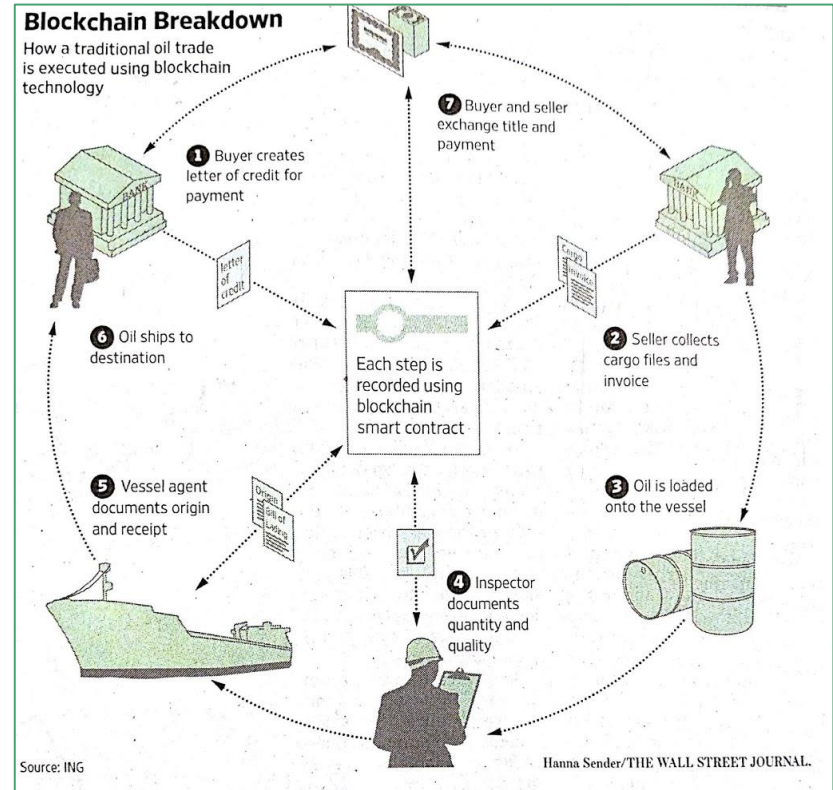 Blockchain Breakdown
How a traditional oil trade
is executed using blockchain
technology
7 Buyer and seller
exchange title and
payment
1 Buyer creates
letter of credit for
payment
BANK
BANK
letter
of
credit
Cargo
Invoice
2 Seller collects
cargo files and
invoice
Each step is
recorded using
blockchain
smart contract
6 Oil ships to
destination
5 Vessel agent
documents origin
and receipt
Origin
Bill of
Lading
3 Oil is loaded
onto the vessel
4 Inspector
documents
quantity and
quality
Source: ING
Hanna Sender/THE WALL STREET JOURNAL.